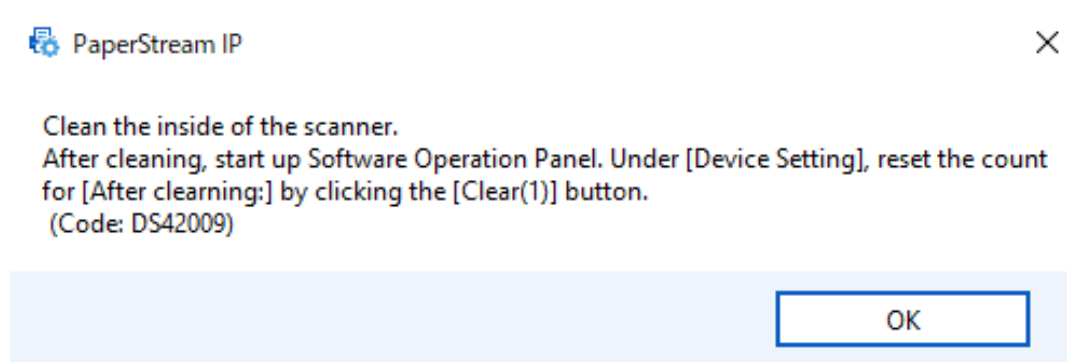 PaperStream IP
Clean the inside of the scanner.
After cleaning, start up Software Operation Panel. Under [Device Setting], reset the count
for [After clearning:] by clicking the [Clear(1)] button.
(Code: DS42009)
OK